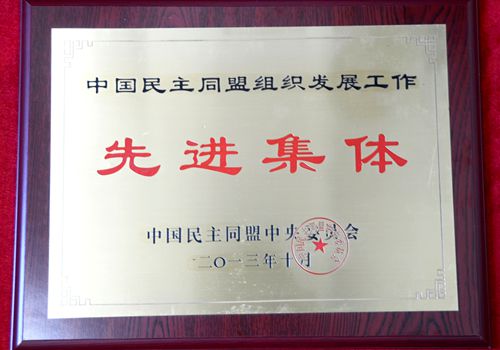 中国民主同盟组织发展工作
先进集体
中国民主同盟中央委员会
二〇一三年十月